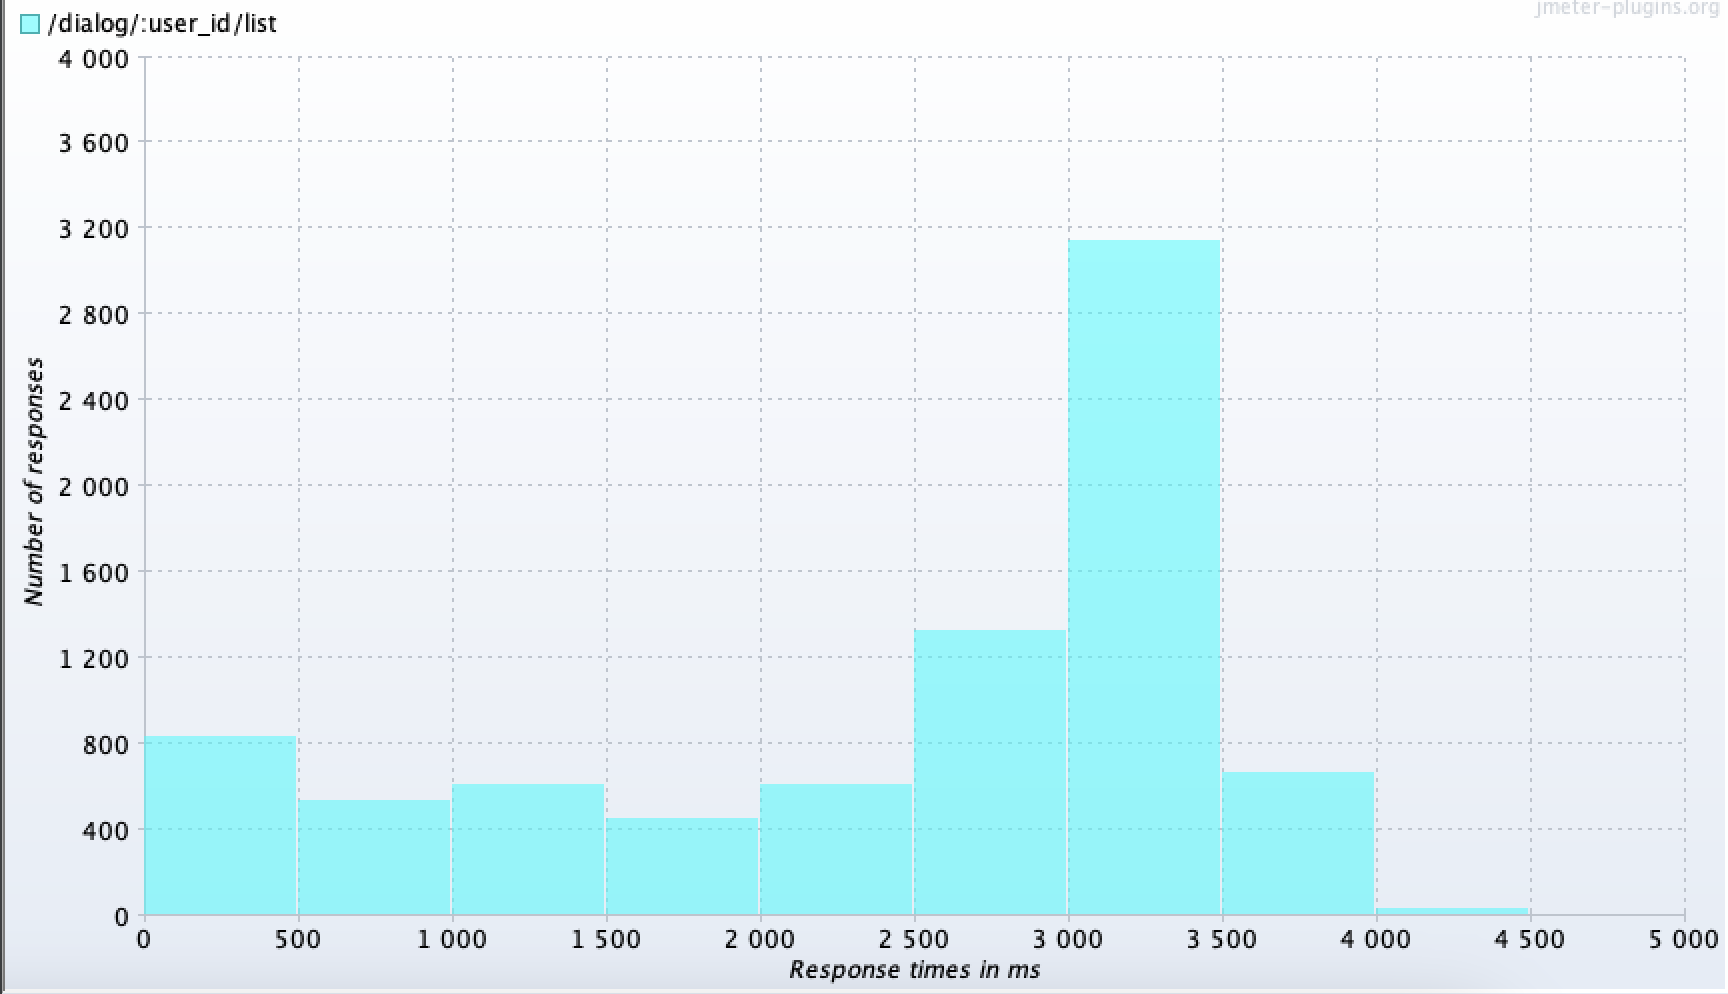 jmeter-plugins.org
/dialog/:user_id/list
4 000
3 600
3 200
2 800
2 400
2 000
1 600
1 200
800
400
0
Number of responses
0 500 1 000 1 500 2 000 2 500 3 000 3 500 4 000 4 500 5 000
Response times in ms